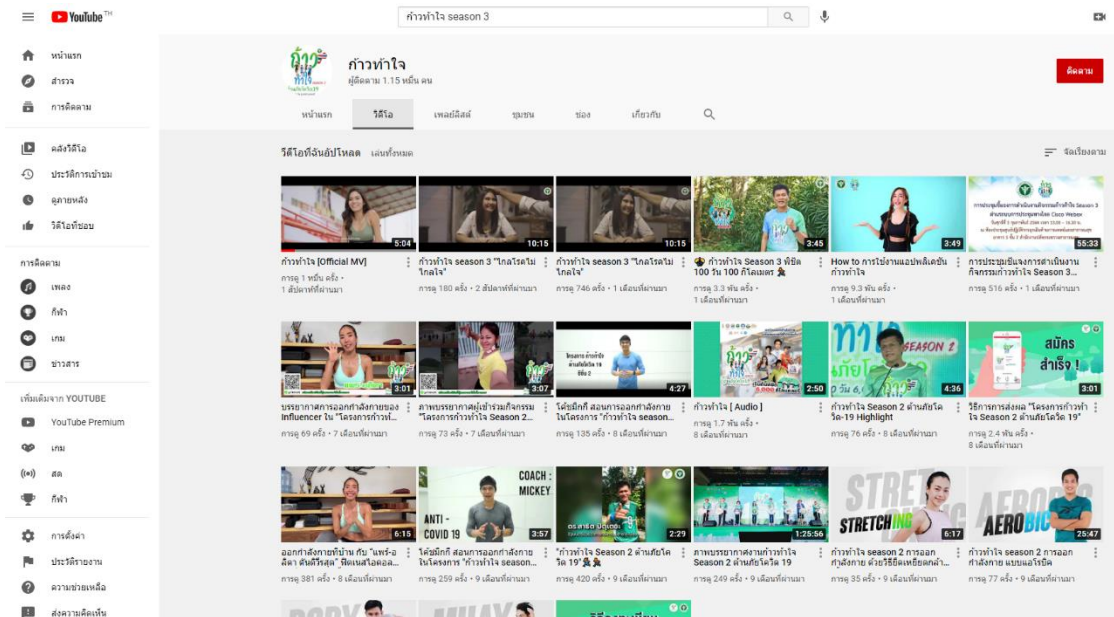 YouTube TH
ก้าวท้าใจ season 3
หน้าแรก
สำรวจ
การติดตาม
คลังวิดีโอ
ประวัติการเข้าชม
ดูภายหลัง
วิดีโอที่ชอบ
การติดตาม
เพลง
กีฬา
เกม
ข่าวสาร
เพิ่มเติมจาก YOUTUBE
YouTube Premium
เกม
สด
กีฬา
การตั้งค่า
ประวัติรายงาน
ความช่วยเหลือ
ส่งความคิดเห็น
ก้าวท้าใจ
ผู้ติดตาม 1.15 หมื่น คน
ติดตาม
หน้าแรก วิดีโอ เพลย์ลิสต์ ชุมชน ช่อง เกี่ยวกับ
วิดีโอที่ฉันอัปโหลด เล่นทั้งหมด
จัดเรียงตาม
5:04
ก้าวท้าใจ [Official MV]
การดู 1 หมื่น ครั้ง •
1 สัปดาห์ที่ผ่านมา
10:15
ก้าวท้าใจ season 3 "ไกลโรคไม่
ไกลใจ"
การดู 180 ครั้ง • 2 สัปดาห์ที่ผ่านมา
10:15
ก้าวท้าใจ season 3 "ไกลโรคไม่
ไกลใจ"
การดู 746 ครั้ง • 1 เดือนที่ผ่านมา
3:45
ก้าวท้าใจ Season 3 พิชิต
100 วัน 100 กิโลเมตร
การดู 3.3 พัน ครั้ง •
1 เดือนที่ผ่านมา
3:49
How to การใช้งานแอปพลิเคชัน
ก้าวท้าใจ
การดู 9.3 พัน ครั้ง •
1 เดือนที่ผ่านมา
55:33
การประชุมชี้แจงการดำเนินงาน
กิจกรรมก้าวท้าใจ Season 3...
การดู 516 ครั้ง • 1 เดือนที่ผ่านมา
3:01
บรรยากาศการออกกำลังกายของ
Influencer ใน "โครงการก้าวท้...
การดู 69 ครั้ง • 7 เดือนที่ผ่านมา
3:07
ภาพบรรยากาศผู้เข้าร่วมกิจกรรม
"โครงการก้าวท้าใจ Season 2...
การดู 73 ครั้ง • 7 เดือนที่ผ่านมา
4:27
โค้ชมิกกี้ สอนการออกกำลังกาย
ในโครงการ "ก้าวท้าใจ season...
การดู 135 ครั้ง • 8 เดือนที่ผ่านมา
2:50
ก้าวท้าใจ [ Audio ]
การดู 1.7 พัน ครั้ง •
8 เดือนที่ผ่านมา
SEASON 2
4:36
ก้าวท้าใจ Season 2 ต้านภัยโค
วิด-19 Highlight
การดู 76 ครั้ง • 8 เดือนที่ผ่านมา
สมัคร
สำเร็จ !
3:01
วิธีการการส่งผล "โครงการก้าวท้า
ใจ Season 2 ต้านภัยโควิด 19"
การดู 2.4 พัน ครั้ง •
8 เดือนที่ผ่านมา
6:15
ออกกำลังกายที่บ้าน กับ "แพร์-อ
ลิตา ตันติวีรสุต" ฟิตเนสไอดอล...
การดู 381 ครั้ง • 8 เดือนที่ผ่านมา
COACH :
MICKEY
ANTI -
COVID 19
3:57
โค้ชมิกกี้ สอนการออกกำลังกาย
ในโครงการ "ก้าวท้าใจ season...
การดู 259 ครั้ง • 9 เดือนที่ผ่านมา
2:29
"ก้าวท้าใจ Season 2 ต้านภัยโค
วิด 19"
การดู 420 ครั้ง • 9 เดือนที่ผ่านมา
1:25:56
ภาพบรรยากาศงานก้าวท้าใจ
Season 2 ต้านภัยโควิด 19
การดู 249 ครั้ง • 9 เดือนที่ผ่านมา
STRETCHING
6:17
ก้าวท้าใจ season 2 การออก
กำลังกาย ด้วยวิธียืดเหยียดกล้า...
การดู 35 ครั้ง • 9 เดือนที่ผ่านมา
AEROBIC
25:47
ก้าวท้าใจ season 2 การออก
กำลังกาย แบบแอโรบิค
การดู 77 ครั้ง • 9 เดือนที่ผ่านมา